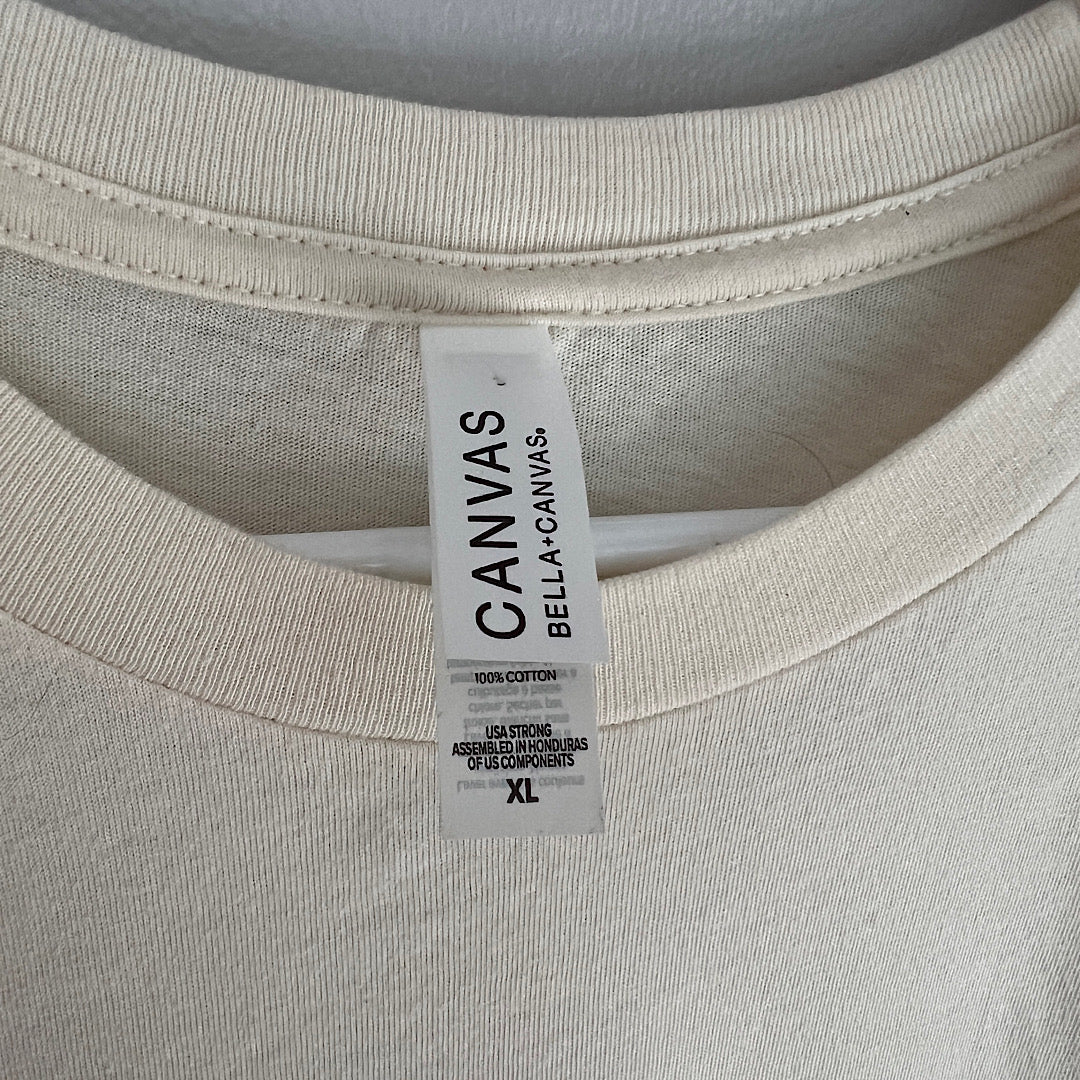 CANVAS
BELLA+CANVAS®
100% COTTON
USA STRONG
ASSEMBLED IN HONDURAS
OF US COMPONENTS
XL